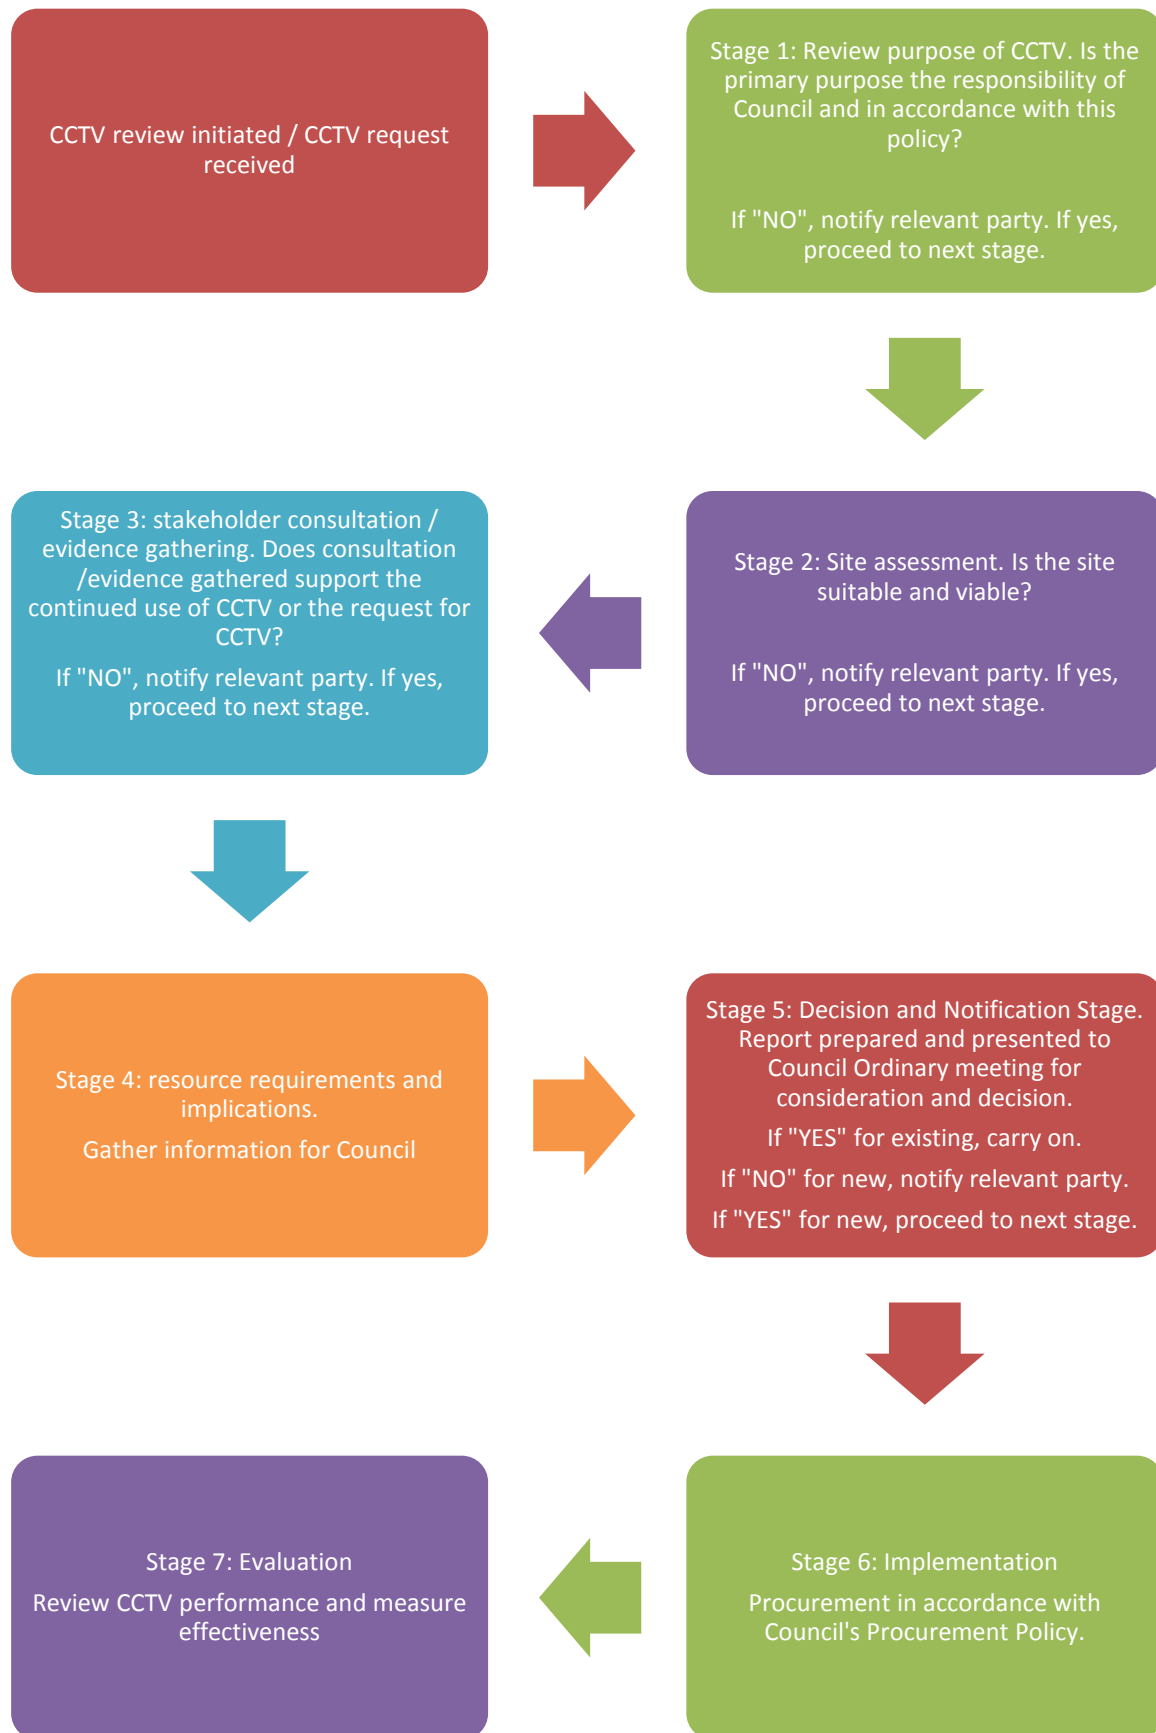 CCTV review initiated / CCTV request
received
Stage 1: Review purpose of CCTV. Is the
primary purpose the responsibility of
Council and in accordance with this
policy?
If "NO", notify relevant party. If yes,
proceed to next stage.
Stage 2: Site assessment. Is the site
suitable and viable?
If "NO", notify relevant party. If yes,
proceed to next stage.
Stage 3: stakeholder consultation /
evidence gathering. Does consultation
/evidence gathered support the
continued use of CCTV or the request for
CCTV?
If "NO", notify relevant party. If yes,
proceed to next stage.
Stage 4: resource requirements and
implications.
Gather information for Council
Stage 5: Decision and Notification Stage.
Report prepared and presented to
Council Ordinary meeting for
consideration and decision.
If "YES" for existing, carry on.
If "NO" for new, notify relevant party.
If "YES" for new, proceed to next stage.
Stage 6: Implementation
Procurement in accordance with
Council's Procurement Policy.
Stage 7: Evaluation
Review CCTV performance and measure
effectiveness